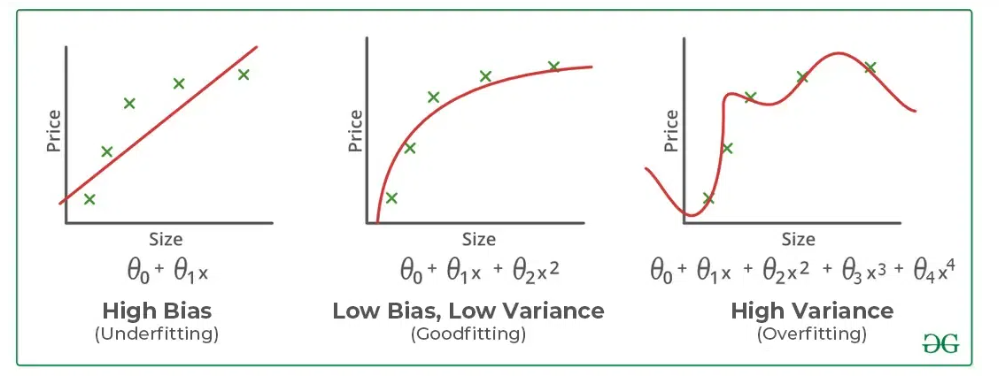 Price
Size
θ₀ + θ₁x
High Bias
(Underfitting)
Price
Size
θ₀ + θ₁x + θ₂x²
Low Bias, Low Variance
(Goodfitting)
Price
Size
θ₀ + θ₁x + θ₂x² + θ₃x³ + θ₄x⁴
High Variance
(Overfitting)